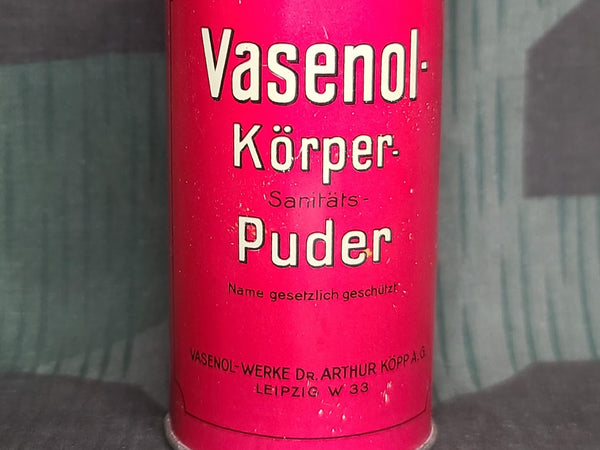 Vasenol-
Körper-
Sanitäts-
Puder
Name gesetzlich geschützt
VASENOL-WERKE DR. ARTHUR KÖPP A.G.
LEIPZIG W 33